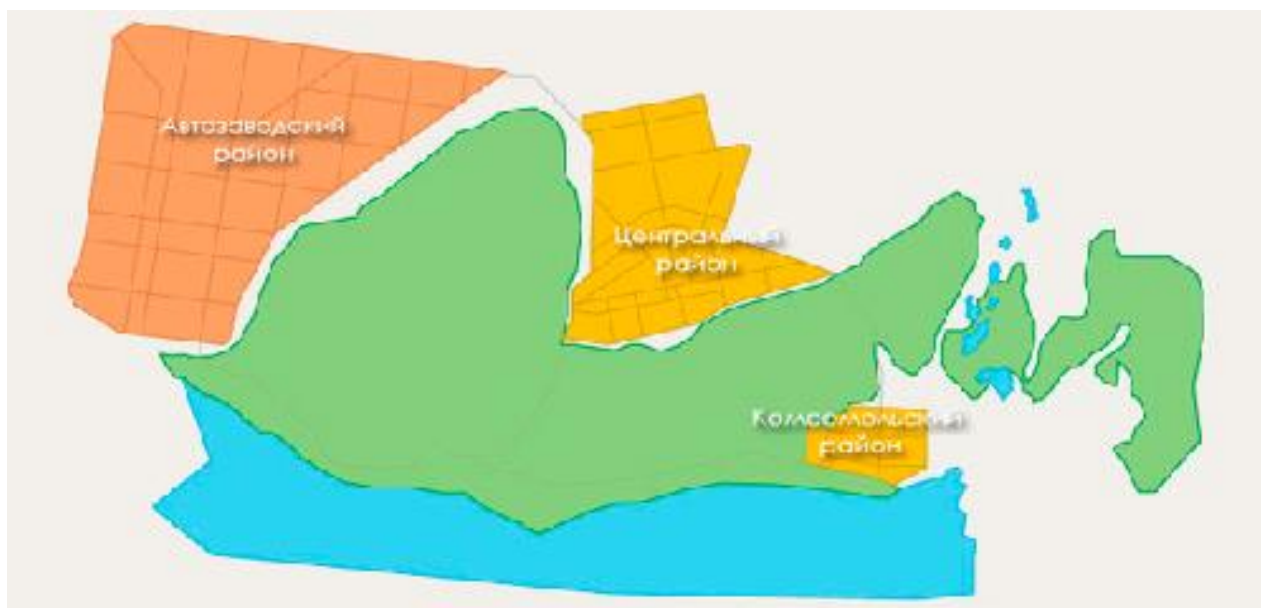 Автозаводский
район
Центральный
район
Комсомольский
район